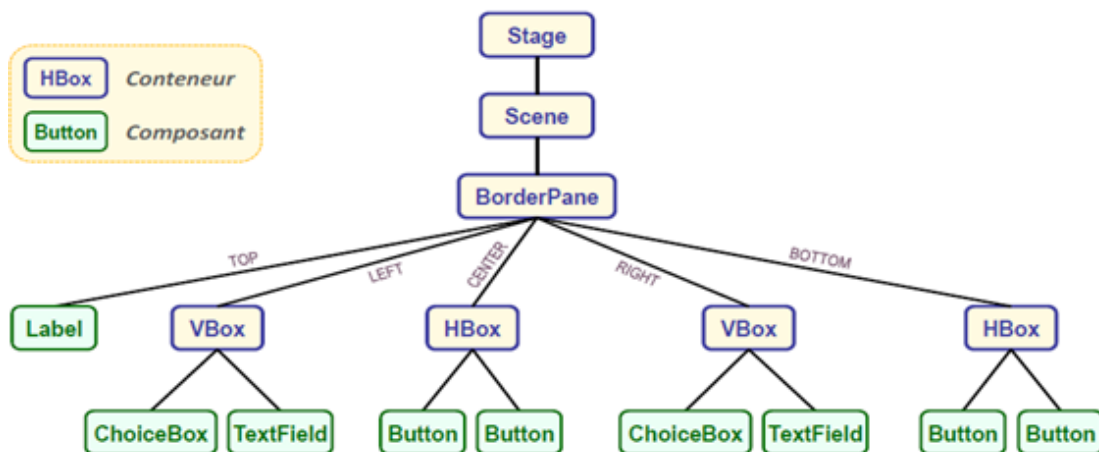 Stage
HBox Conteneur
Button Composant
Scene
BorderPane
TOP LEFT CENTER RIGHT BOTTOM
Label VBox HBox VBox HBox
ChoiceBox TextField Button Button ChoiceBox TextField Button Button